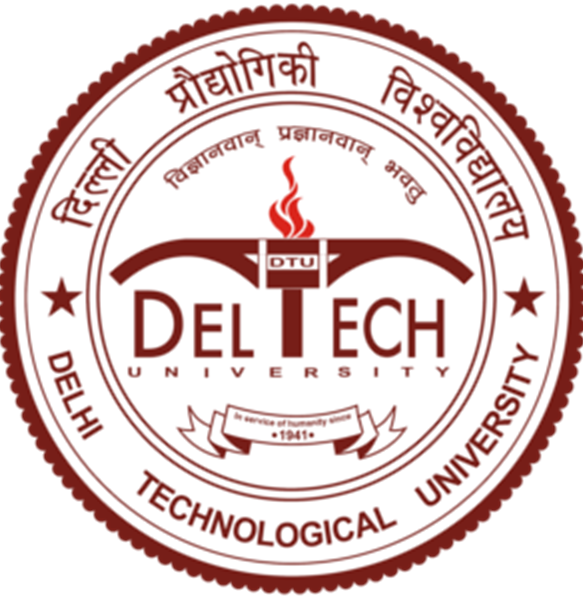 दिल्ली प्रौद्योगिकी विश्वविद्यालय
विज्ञानवान् प्रज्ञानवान् भवतु
DTU
DELTECH
UNIVERSITY
In service of humanity since
•1941•
DELHI TECHNOLOGICAL UNIVERSITY